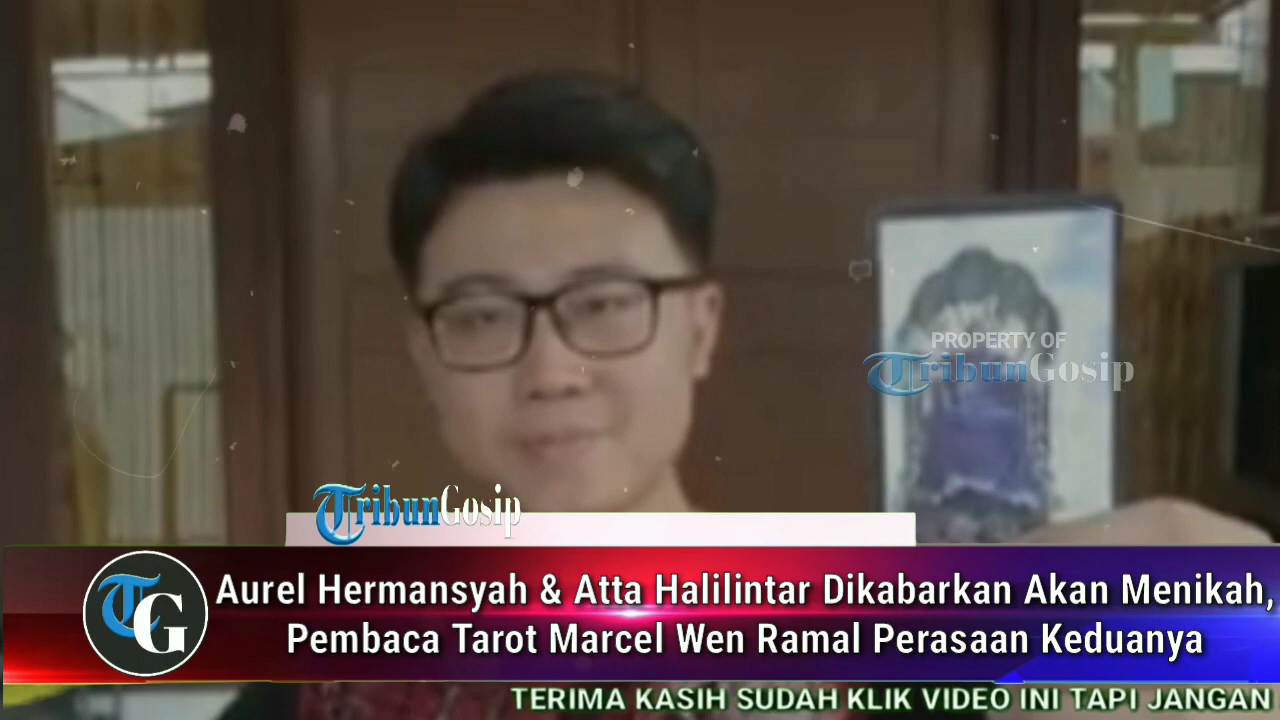 PROPERTY OF
TribunGosip
TribunGosip
TG
Aurel Hermansyah & Atta Halilintar Dikabarkan Akan Menikah,
Pembaca Tarot Marcel Wen Ramal Perasaan Keduanya
TERIMA KASIH SUDAH KLIK VIDEO INI TAPI JANGAN